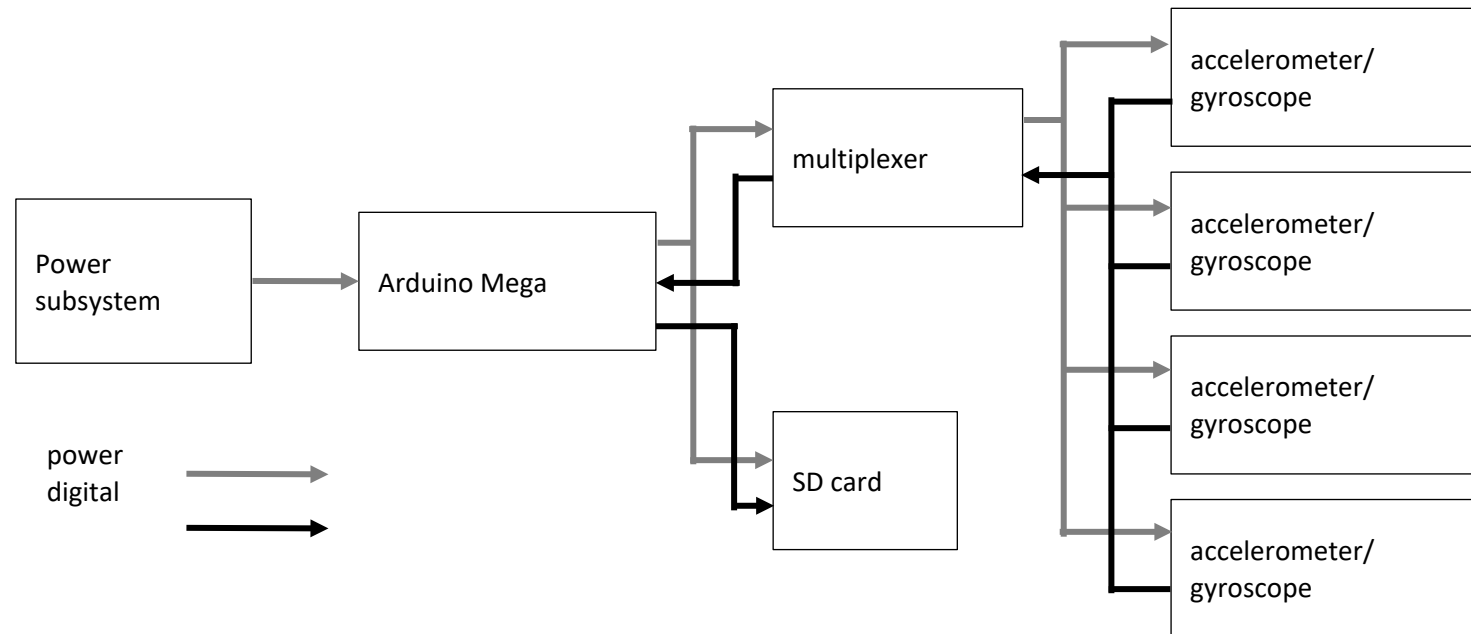 Power
subsystem
Arduino Mega
multiplexer
SD card
accelerometer/
gyroscope
accelerometer/
gyroscope
accelerometer/
gyroscope
accelerometer/
gyroscope
power
digital